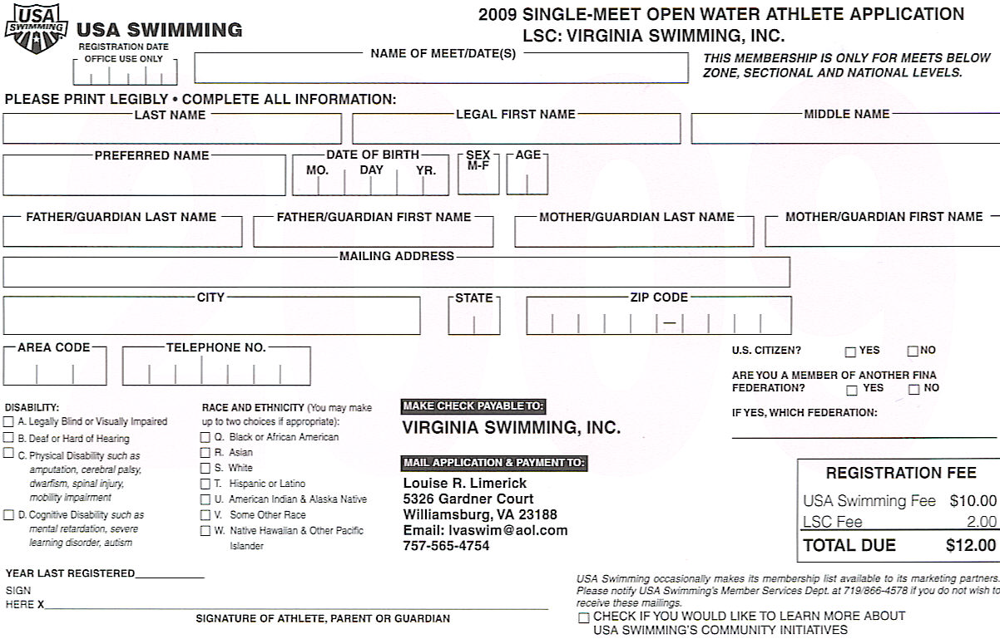 USA
SWIMMING
USA SWIMMING
2009 SINGLE-MEET OPEN WATER ATHLETE APPLICATION
LSC: VIRGINIA SWIMMING, INC.
REGISTRATION DATE
OFFICE USE ONLY
NAME OF MEET/DATE(S)
THIS MEMBERSHIP IS ONLY FOR MEETS BELOW
ZONE, SECTIONAL AND NATIONAL LEVELS.
PLEASE PRINT LEGIBLY • COMPLETE ALL INFORMATION:
LAST NAME LEGAL FIRST NAME MIDDLE NAME
PREFERRED NAME DATE OF BIRTH SEX AGE
MO. DAY YR. M-F
FATHER/GUARDIAN LAST NAME FATHER/GUARDIAN FIRST NAME MOTHER/GUARDIAN LAST NAME MOTHER/GUARDIAN FIRST NAME
MAILING ADDRESS
CITY STATE ZIP CODE
AREA CODE TELEPHONE NO.
U.S. CITIZEN? YES NO
ARE YOU A MEMBER OF ANOTHER FINA
FEDERATION? YES NO
IF YES, WHICH FEDERATION:
DISABILITY:
A. Legally Blind or Visually Impaired
B. Deaf or Hard of Hearing
C. Physical Disability such as
amputation, cerebral palsy,
dwarfism, spinal injury,
mobility impairment
D. Cognitive Disability such as
mental retardation, severe
learning disorder, autism
RACE AND ETHNICITY (You may make
up to two choices if appropriate):
Q. Black or African American
R. Asian
S. White
T. Hispanic or Latino
U. American Indian & Alaska Native
V. Some Other Race
W. Native Hawaiian & Other Pacific
Islander
MAKE CHECK PAYABLE TO:
VIRGINIA SWIMMING, INC.
MAIL APPLICATION & PAYMENT TO:
Louise R. Limerick
5326 Gardner Court
Williamsburg, VA 23188
Email: lvaswim@aol.com
757-565-4754
REGISTRATION FEE
USA Swimming Fee $10.00
LSC Fee 2.00
TOTAL DUE $12.00
YEAR LAST REGISTERED
SIGN
HERE X
SIGNATURE OF ATHLETE, PARENT OR GUARDIAN
USA Swimming occasionally makes its membership list available to its marketing partners.
Please notify USA Swimming's Member Services Dept. at 719/866-4578 if you do not wish to
receive these mailings.
CHECK IF YOU WOULD LIKE TO LEARN MORE ABOUT
USA SWIMMING'S COMMUNITY INITIATIVES
2009